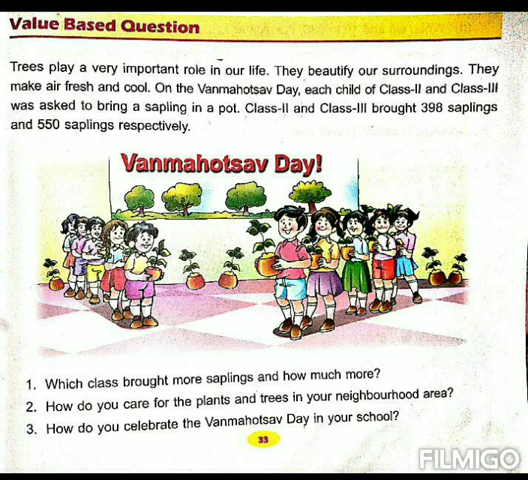 Value Based Question
Trees play a very important role in our life. They beautify our surroundings. They
make air fresh and cool. On the Vanmahotsav Day, each child of Class-II and Class-III
was asked to bring a sapling in a pot. Class-II and Class-III brought 398 saplings
and 550 saplings respectively.
Vanmahotsav Day!
1. Which class brought more saplings and how much more?
2. How do you care for the plants and trees in your neighbourhood area?
3. How do you celebrate the Vanmahotsav Day in your school?
33
FILMIGO